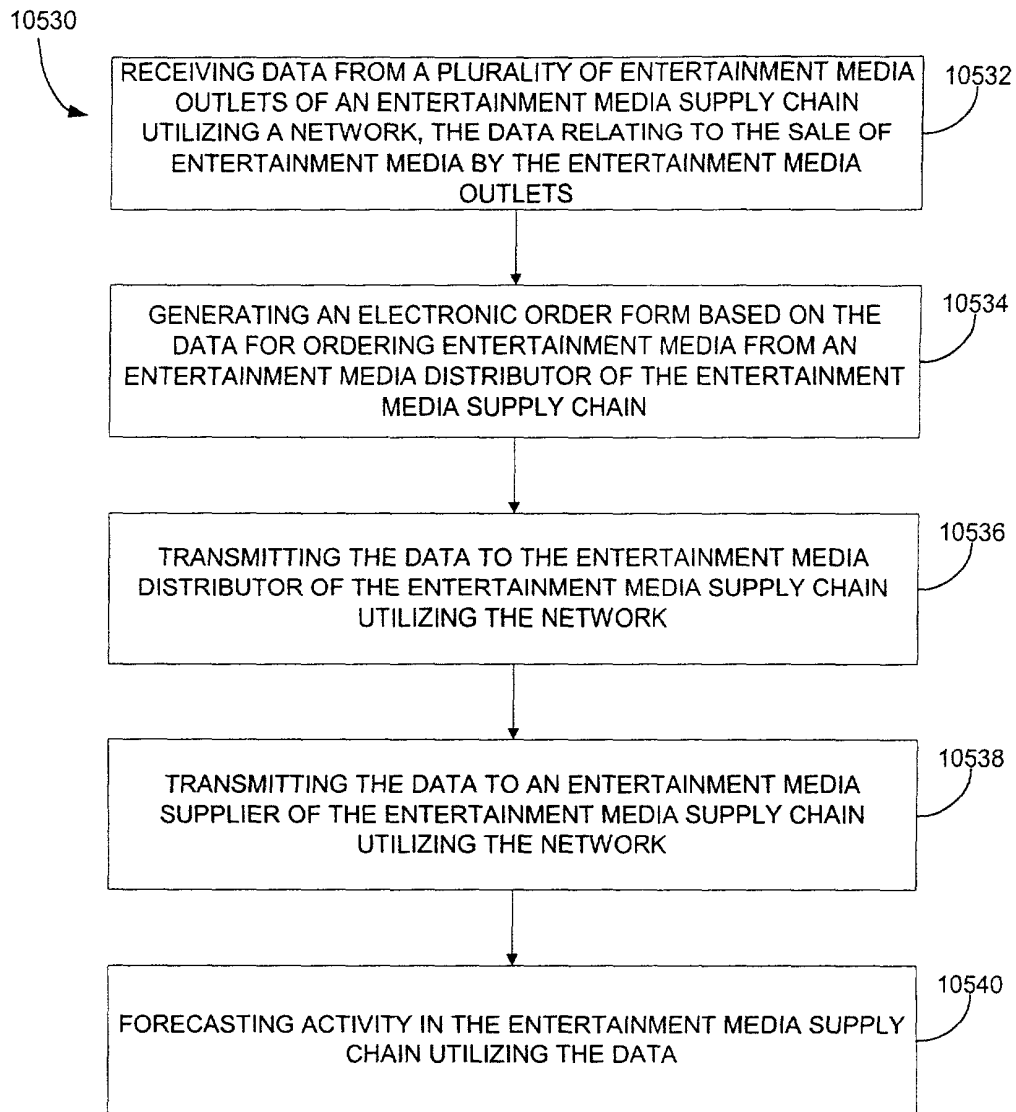 10530
RECEIVING DATA FROM A PLURALITY OF ENTERTAINMENT MEDIA
OUTLETS OF AN ENTERTAINMENT MEDIA SUPPLY CHAIN
UTILIZING A NETWORK, THE DATA RELATING TO THE SALE OF
ENTERTAINMENT MEDIA BY THE ENTERTAINMENT MEDIA
OUTLETS
10532
GENERATING AN ELECTRONIC ORDER FORM BASED ON THE
DATA FOR ORDERING ENTERTAINMENT MEDIA FROM AN
ENTERTAINMENT MEDIA DISTRIBUTOR OF THE ENTERTAINMENT
MEDIA SUPPLY CHAIN
10534
TRANSMITTING THE DATA TO THE ENTERTAINMENT MEDIA
DISTRIBUTOR OF THE ENTERTAINMENT MEDIA SUPPLY CHAIN
UTILIZING THE NETWORK
10536
TRANSMITTING THE DATA TO AN ENTERTAINMENT MEDIA
SUPPLIER OF THE ENTERTAINMENT MEDIA SUPPLY CHAIN
UTILIZING THE NETWORK
10538
FORECASTING ACTIVITY IN THE ENTERTAINMENT MEDIA SUPPLY
CHAIN UTILIZING THE DATA
10540